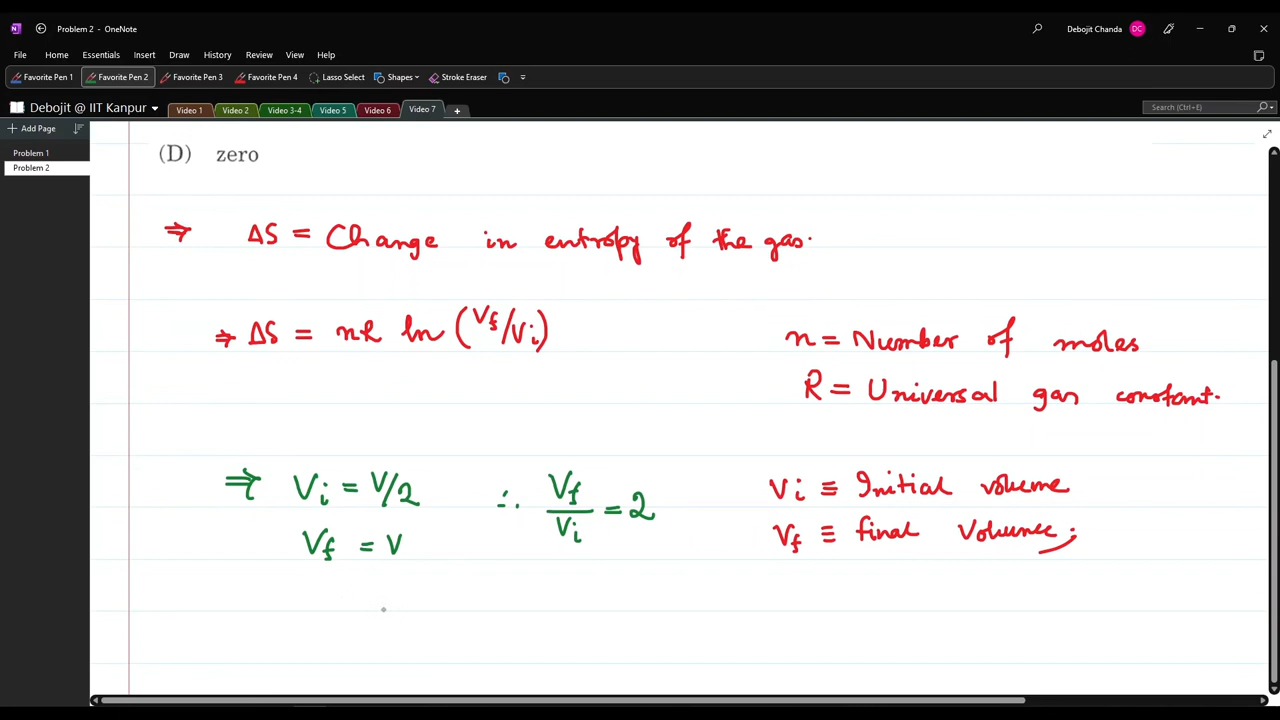 Problem 2 - OneNote
Debojit Chanda DC
File Home Essentials Insert Draw History Review View Help
Favorite Pen 1 Favorite Pen 2 Favorite Pen 3 Favorite Pen 4 Lasso Select Shapes Stroke Eraser
Debojit @ IIT Kanpur Video 1 Video 2 Video 3-4 Video 5 Video 6 Video 7 + Search (Ctrl+E)
+ Add Page
Problem 1
Problem 2
(D) zero
⇒ ΔS = Change in entropy of the gas.
⇒ ΔS = nR ln (Vf/Vi)
n = Number of moles
R = Universal gas constant.
⇒ Vi = V/2 ∴ Vf/Vi = 2
Vf = V
Vi ≡ Initial volume
Vf ≡ final Volume;